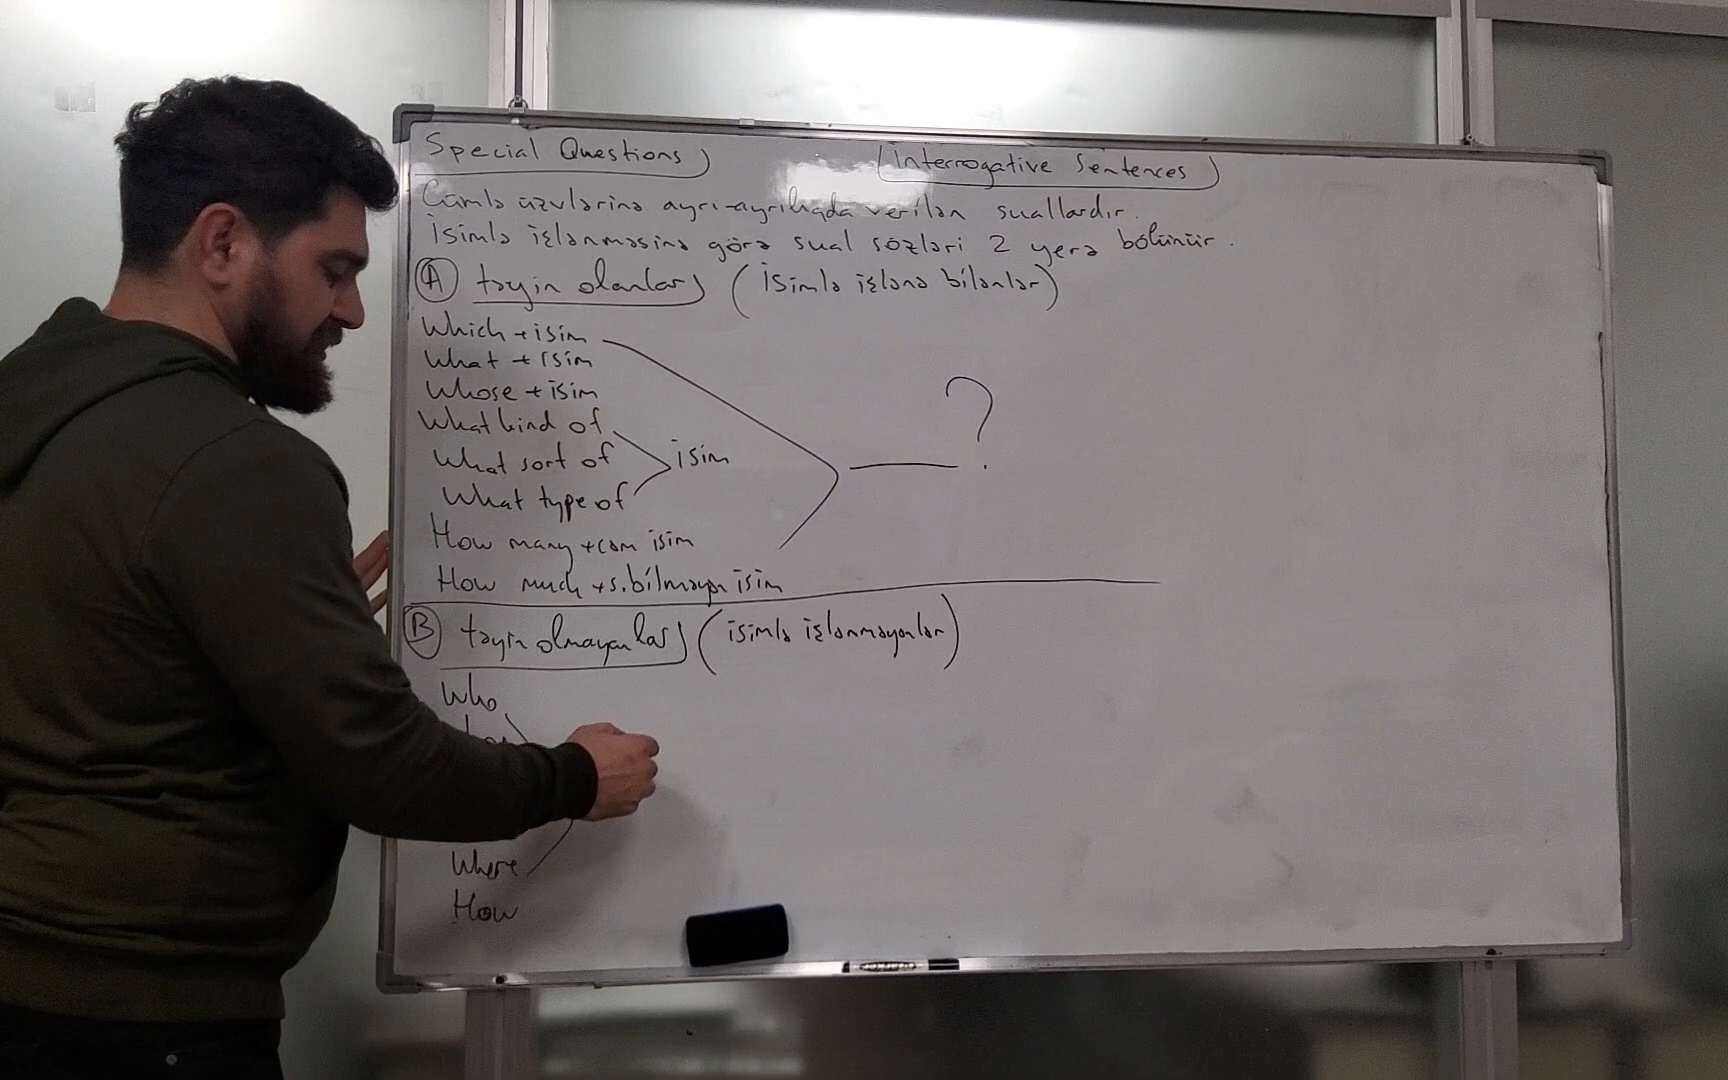 Special Questions
Interrogative Sentences
Cümlə üzvlərinə ayrı-ayrılıqda verilən suallardır.
İsimlə işlənməsinə görə sual sözləri 2 yerə bölünür.
A təyin olanlar (isimlə işlənə bilənlər)
Which + isim
What + isim
Whose + isim
What kind of
What sort of
isim
What type of
?
How many + cəm isim
How much + s.bilməyən isim
B təyin olmayanlar (isimlə işlənməyənlər)
Who
Where
How